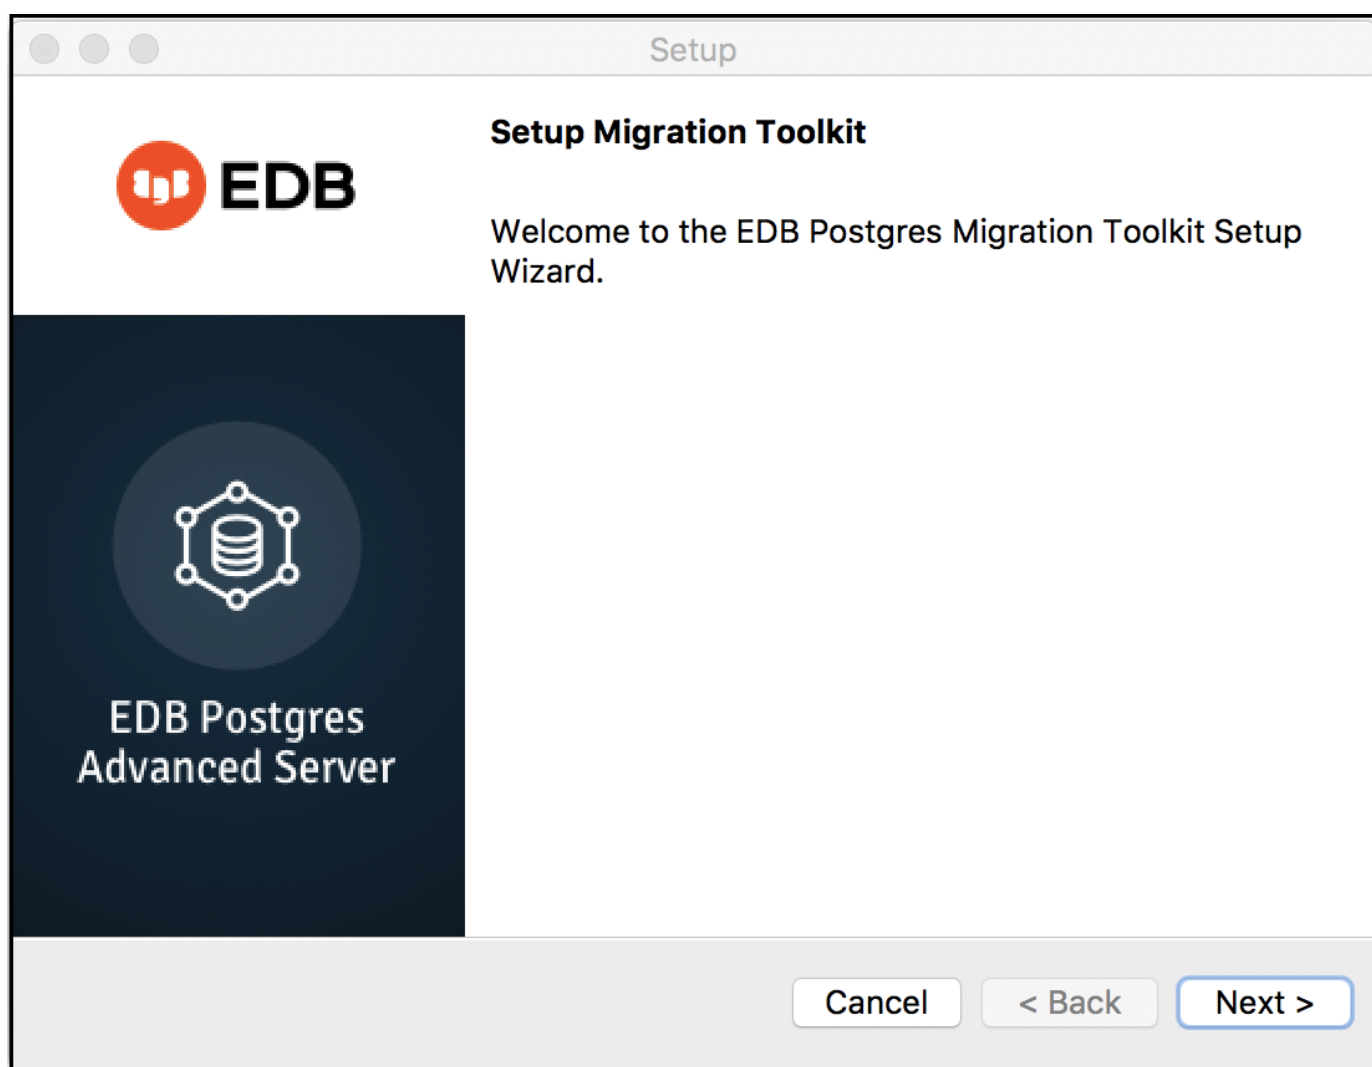 Setup
EDB
Setup Migration Toolkit
Welcome to the EDB Postgres Migration Toolkit Setup
Wizard.
EDB Postgres
Advanced Server
Cancel
< Back
Next >